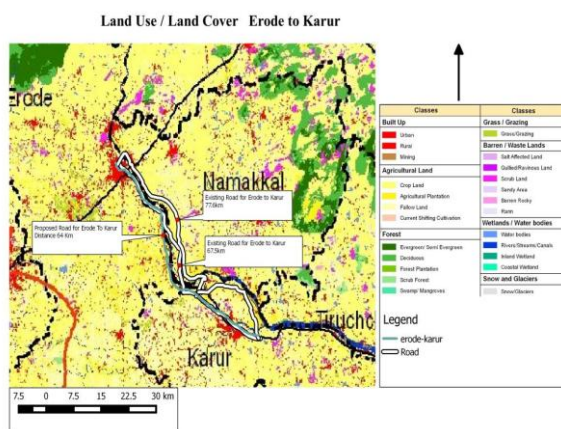 Land Use / Land Cover Erode to Karur
Erode
Namakkal
Existing Road for Erode to Karur
77.6km
Proposed Road for Erode To Karur
Distance 64 Km
Existing Road for Erode to Karur
67.5km
Tiruchc
Karur
7.5 0 7.5 15 22.5 30 km
Classes
Built Up
Urban
Rural
Mining
Agricultural Land
Crop Land
Agricultural Plantation
Fallow Land
Current Shifting Cultivation
Forest
Evergreen/ Semi Evergreen
Deciduous
Forest Plantation
Scrub Forest
Swamp/ Mangroves
Classes
Grass / Grazing
Grass/Grazing
Barren / Waste Lands
Salt Affected Land
Gullied/Ravinous Land
Scrub Land
Sandy Area
Barren Rocky
Rann
Wetlands / Water bodies
Water bodies
Rivers/Streams/Canals
Inland Wetland
Coastal Wetland
Snow and Glaciers
Snow/Glaciers
Legend
erode-karur
Road